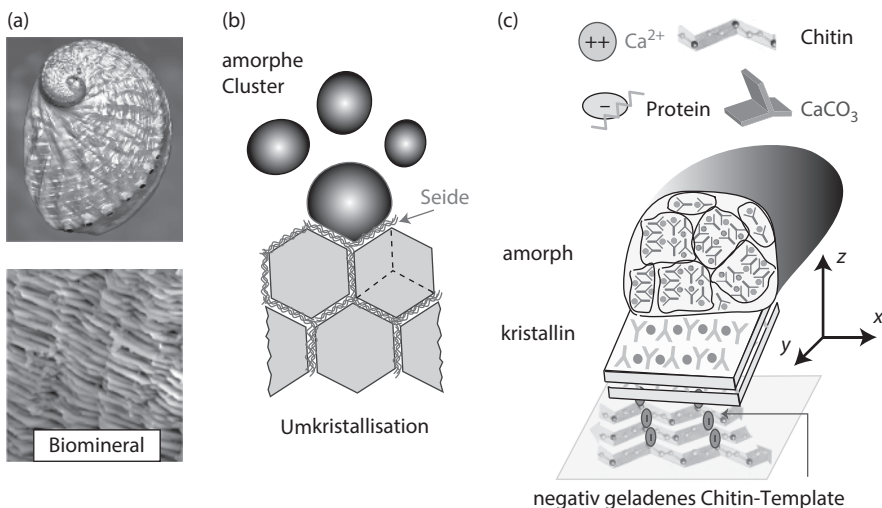 (a)
(b)
(c)
amorphe
Cluster
Seide
Umkristallisation
Biomineral
++
Ca²⁺
Chitin
−
Protein
CaCO₃
amorph
kristallin
z
x
y
negativ geladenes Chitin-Template